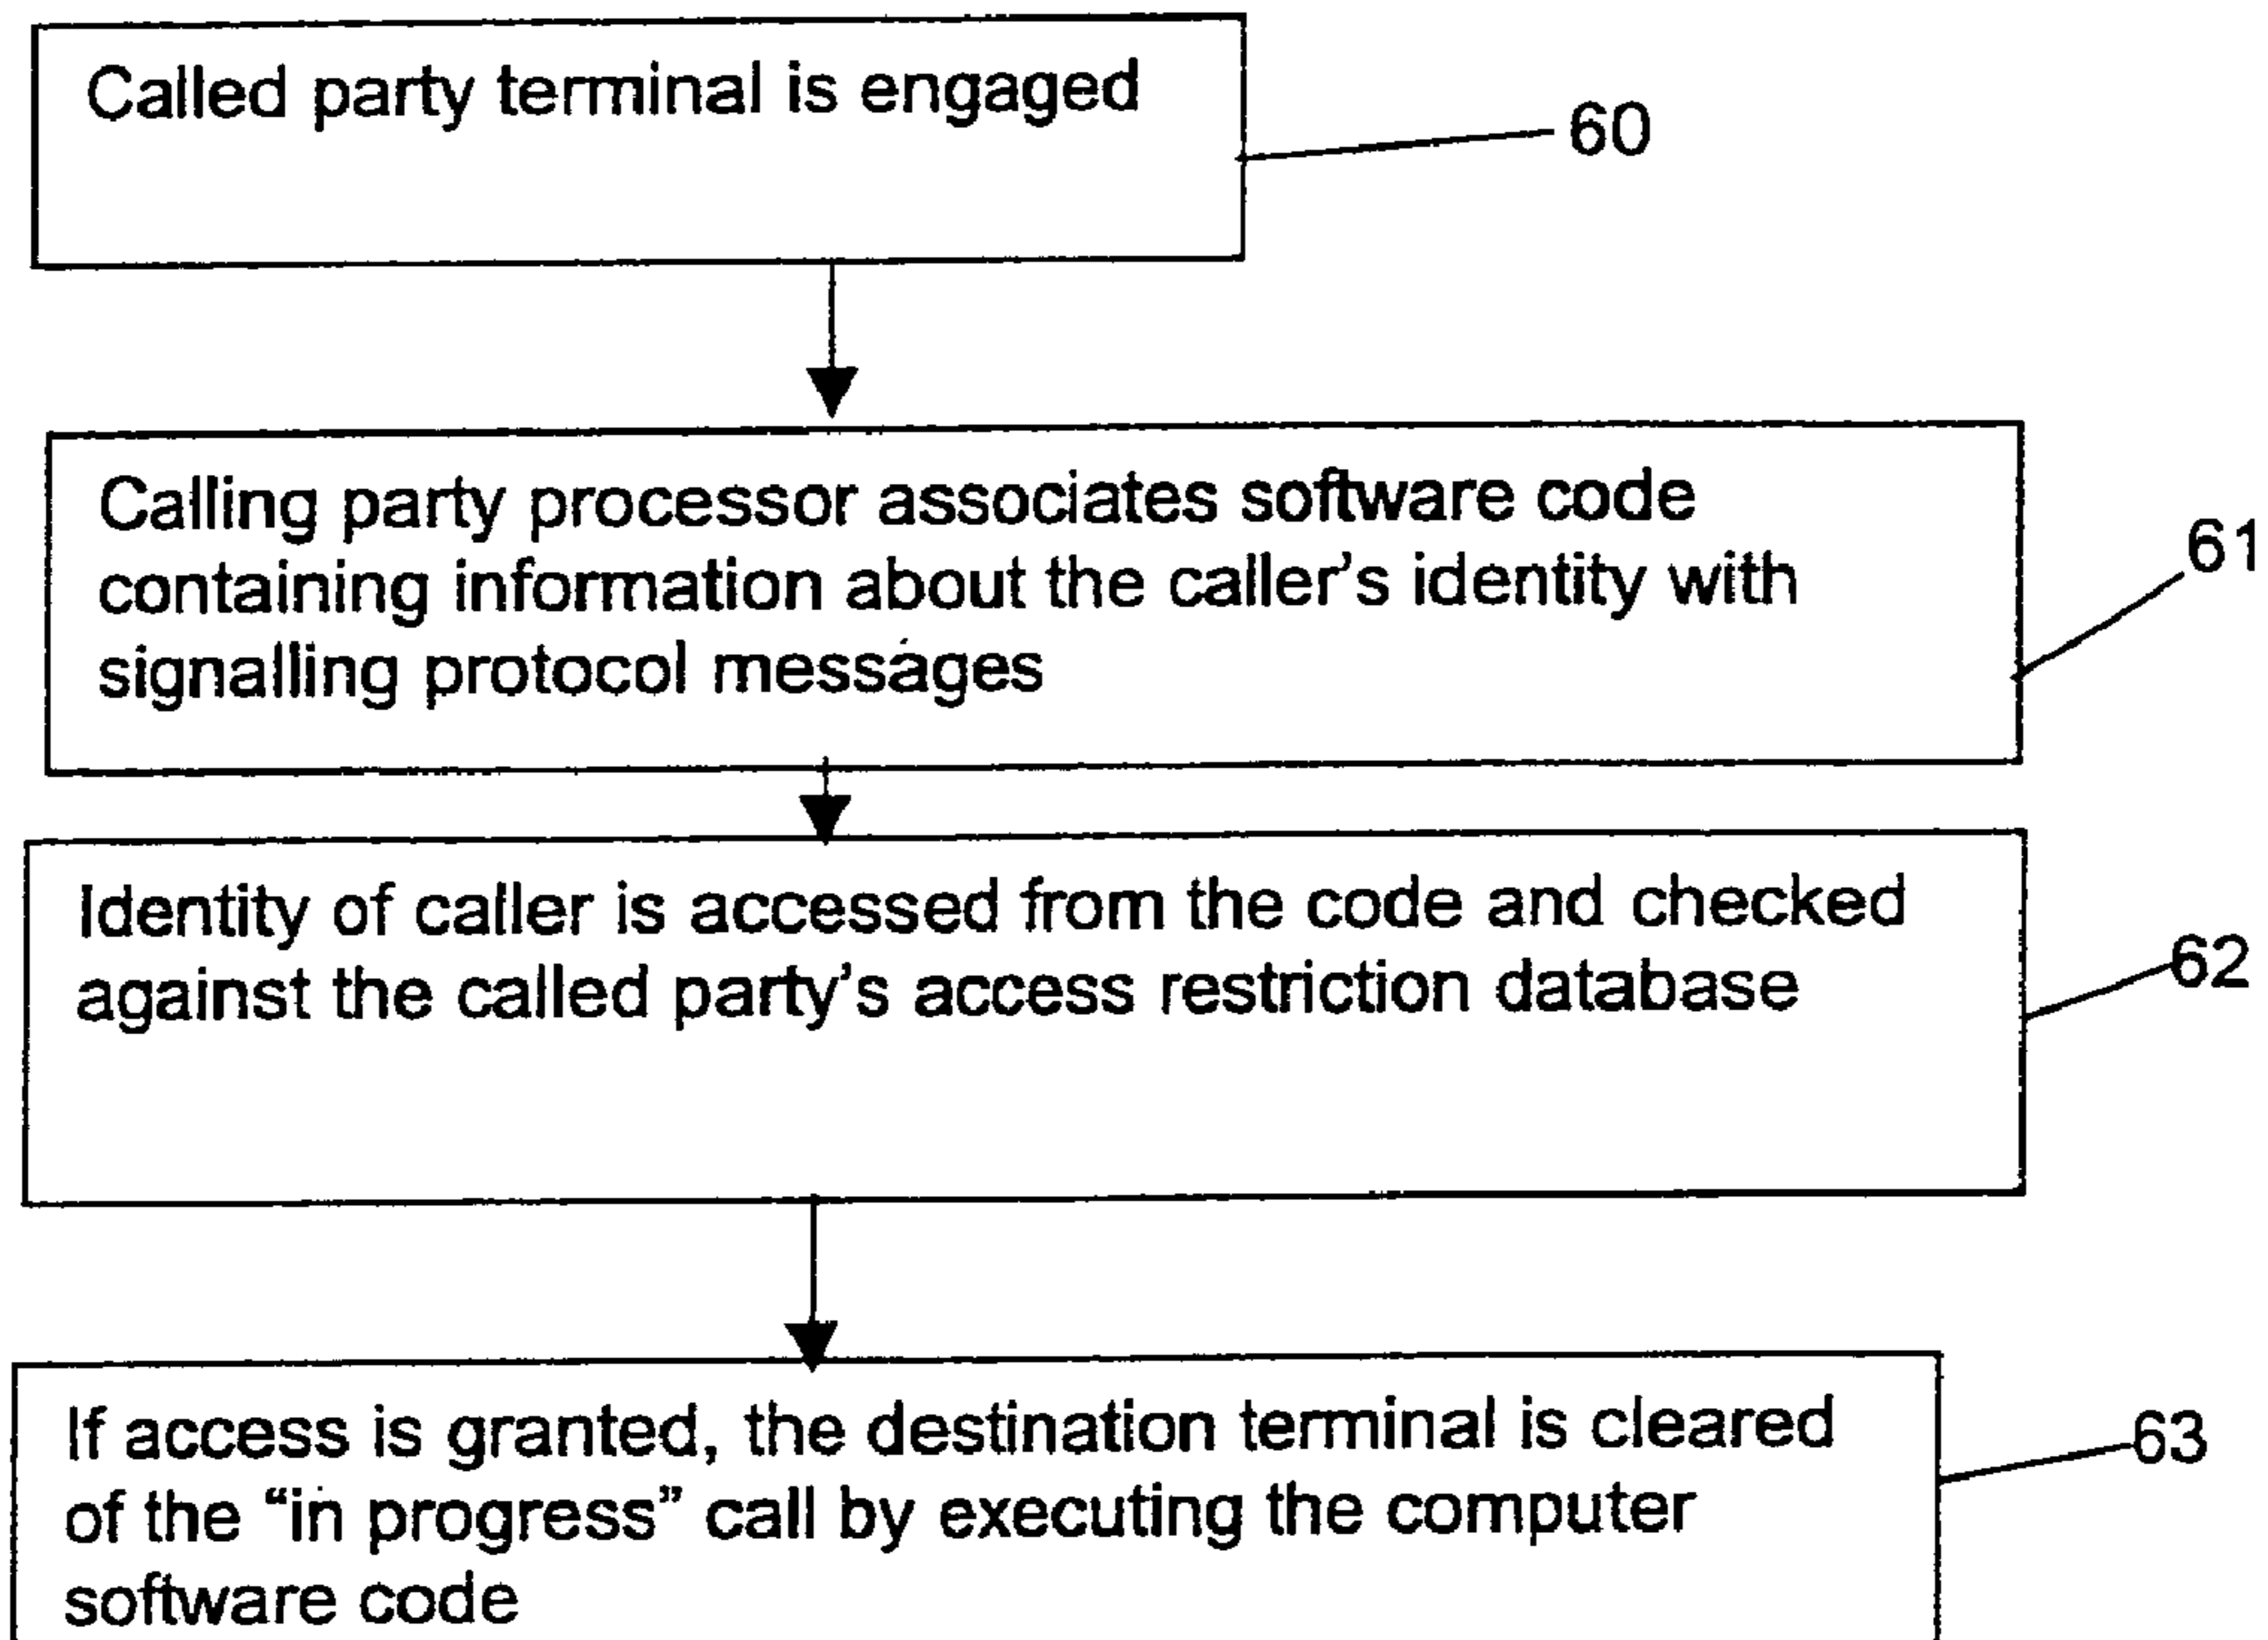 Called party terminal is engaged
60
Calling party processor associates software code
containing information about the caller's identity with
signalling protocol messages
61
Identity of caller is accessed from the code and checked
against the called party's access restriction database
62
If access is granted, the destination terminal is cleared
of the “in progress” call by executing the computer
software code
63